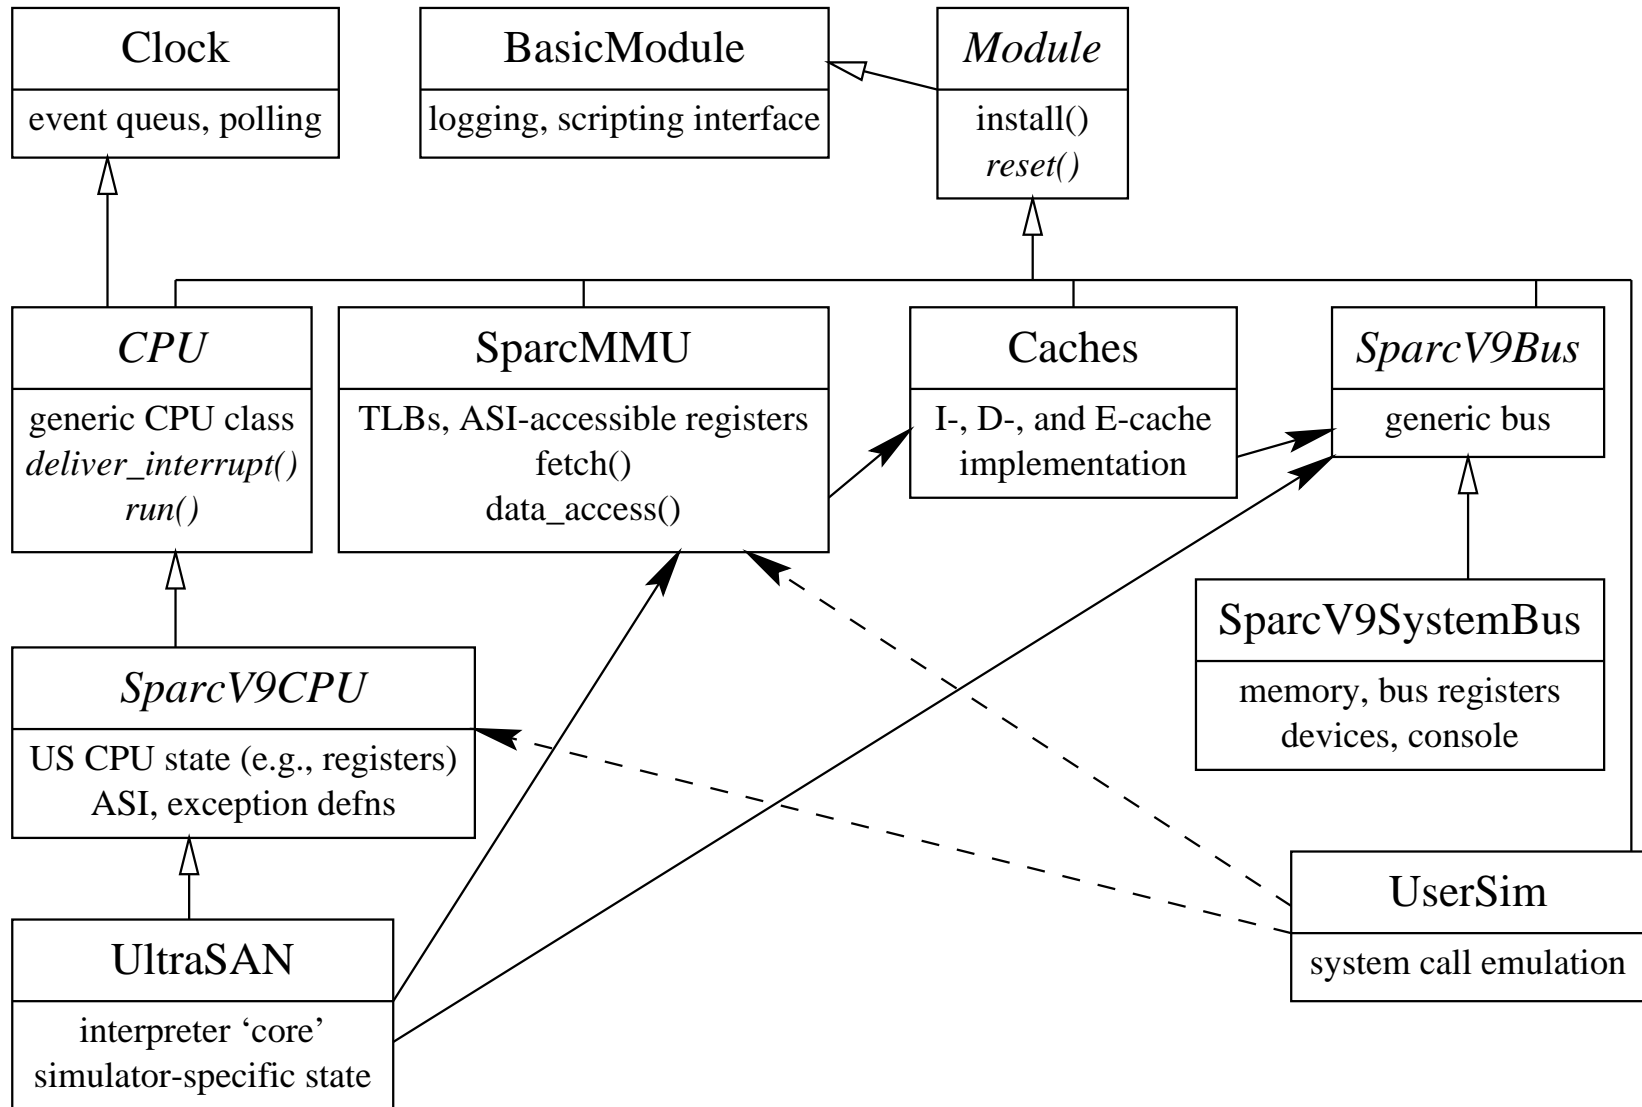 Clock
event queus, polling
BasicModule
logging, scripting interface
Module
install()
reset()
CPU
generic CPU class
deliver_interrupt()
run()
SparcMMU
TLBs, ASI-accessible registers
fetch()
data_access()
Caches
I-, D-, and E-cache
implementation
SparcV9Bus
generic bus
SparcV9SystemBus
memory, bus registers
devices, console
SparcV9CPU
US CPU state (e.g., registers)
ASI, exception defns
UserSim
system call emulation
UltraSAN
interpreter ‘core’
simulator-specific state